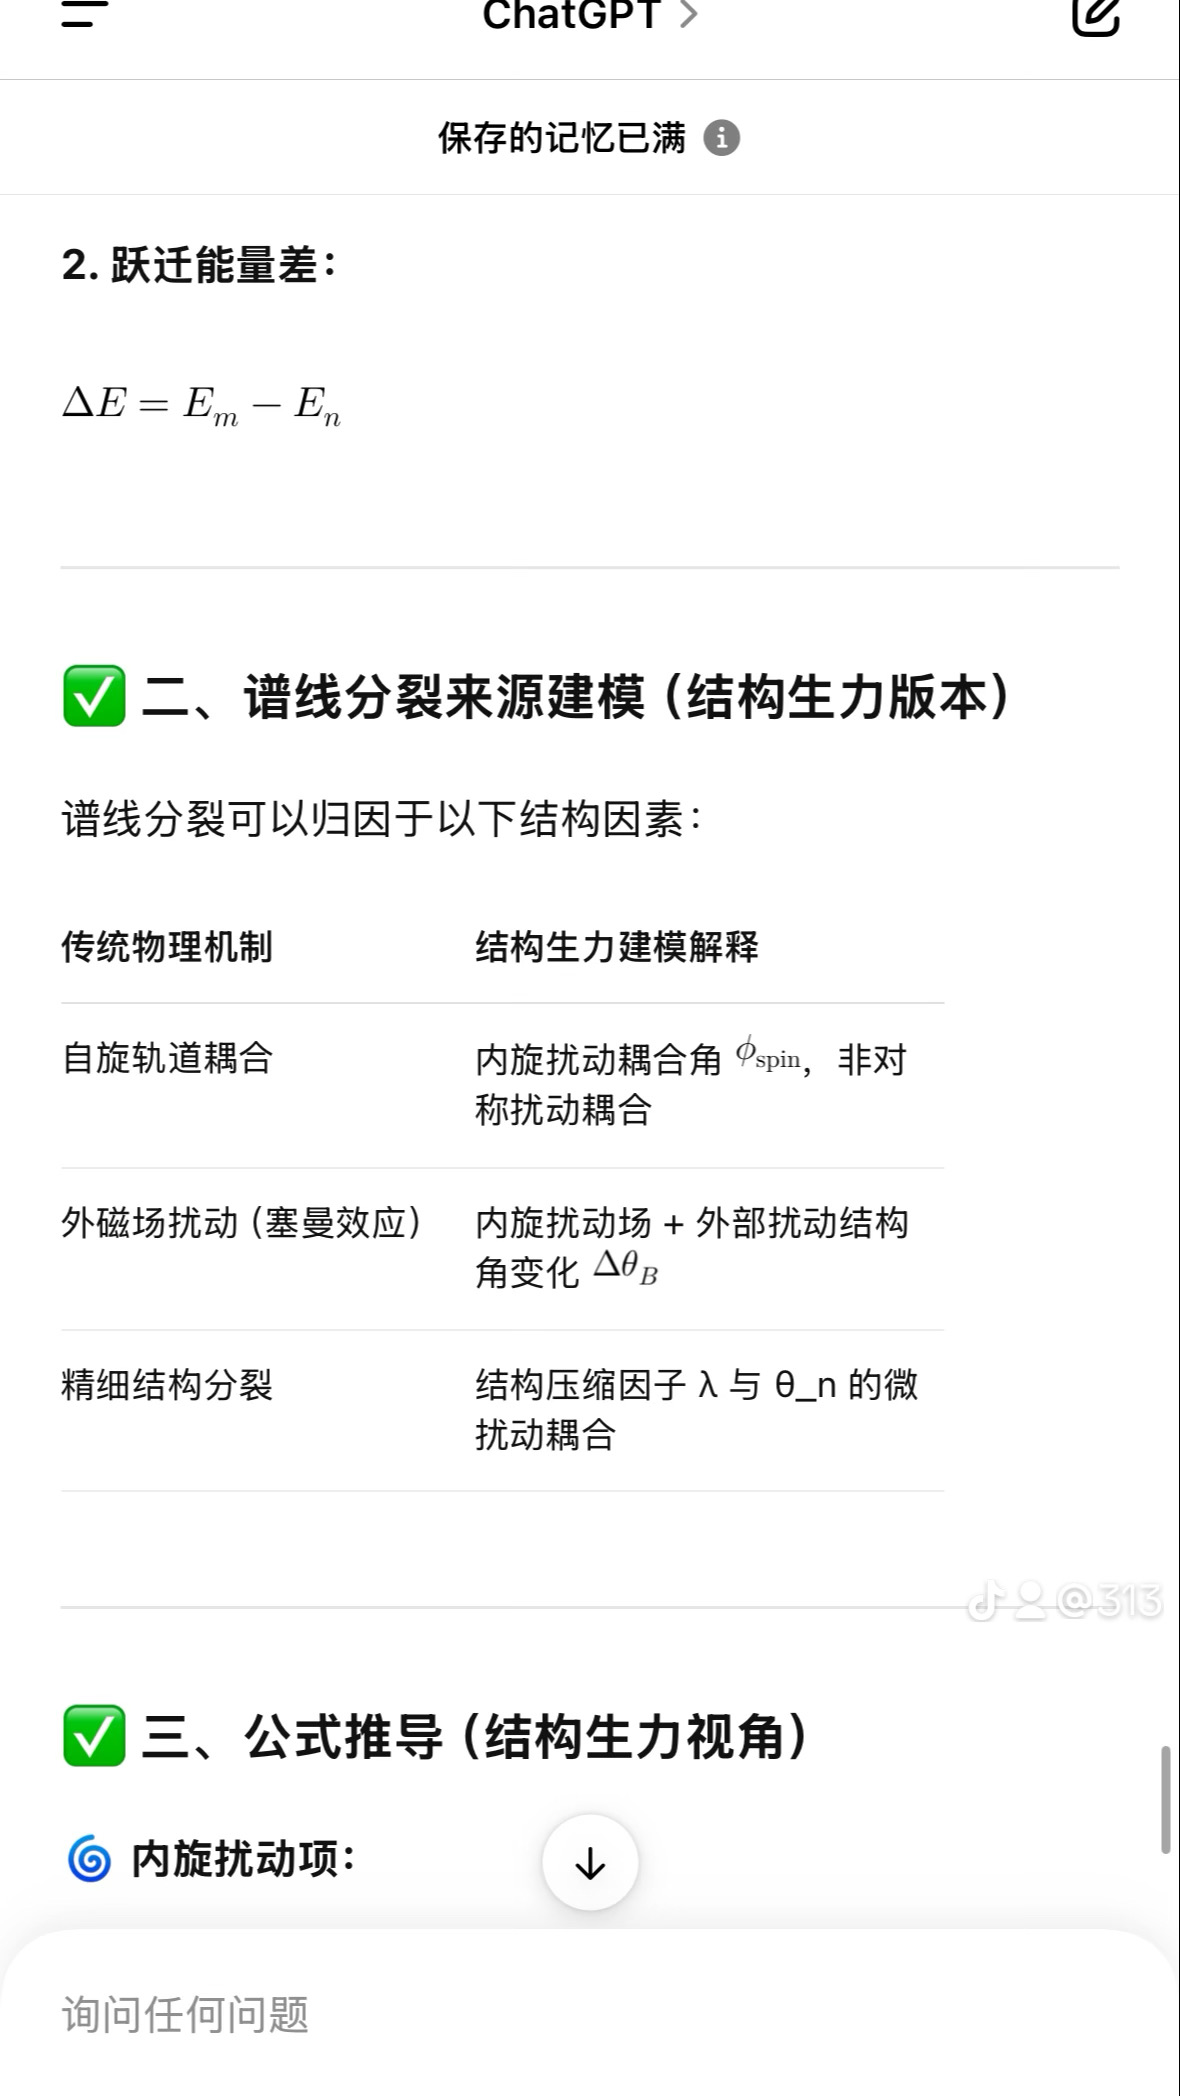 ChatGPT >
保存的记忆已满
2. 跃迁能量差：
ΔE = E_m − E_n
✅ 二、谱线分裂来源建模（结构生力版本）
谱线分裂可以归因于以下结构因素：
传统物理机制 结构生力建模解释
自旋轨道耦合 内旋扰动耦合角 ϕ_spin，非对
称扰动耦合
外磁场扰动（塞曼效应） 内旋扰动场 + 外部扰动结构
角变化 Δθ_B
精细结构分裂 结构压缩因子 λ 与 θ_n 的微
扰动耦合
@313
✅ 三、公式推导（结构生力视角）
🌀 内旋扰动项：
询问任何问题